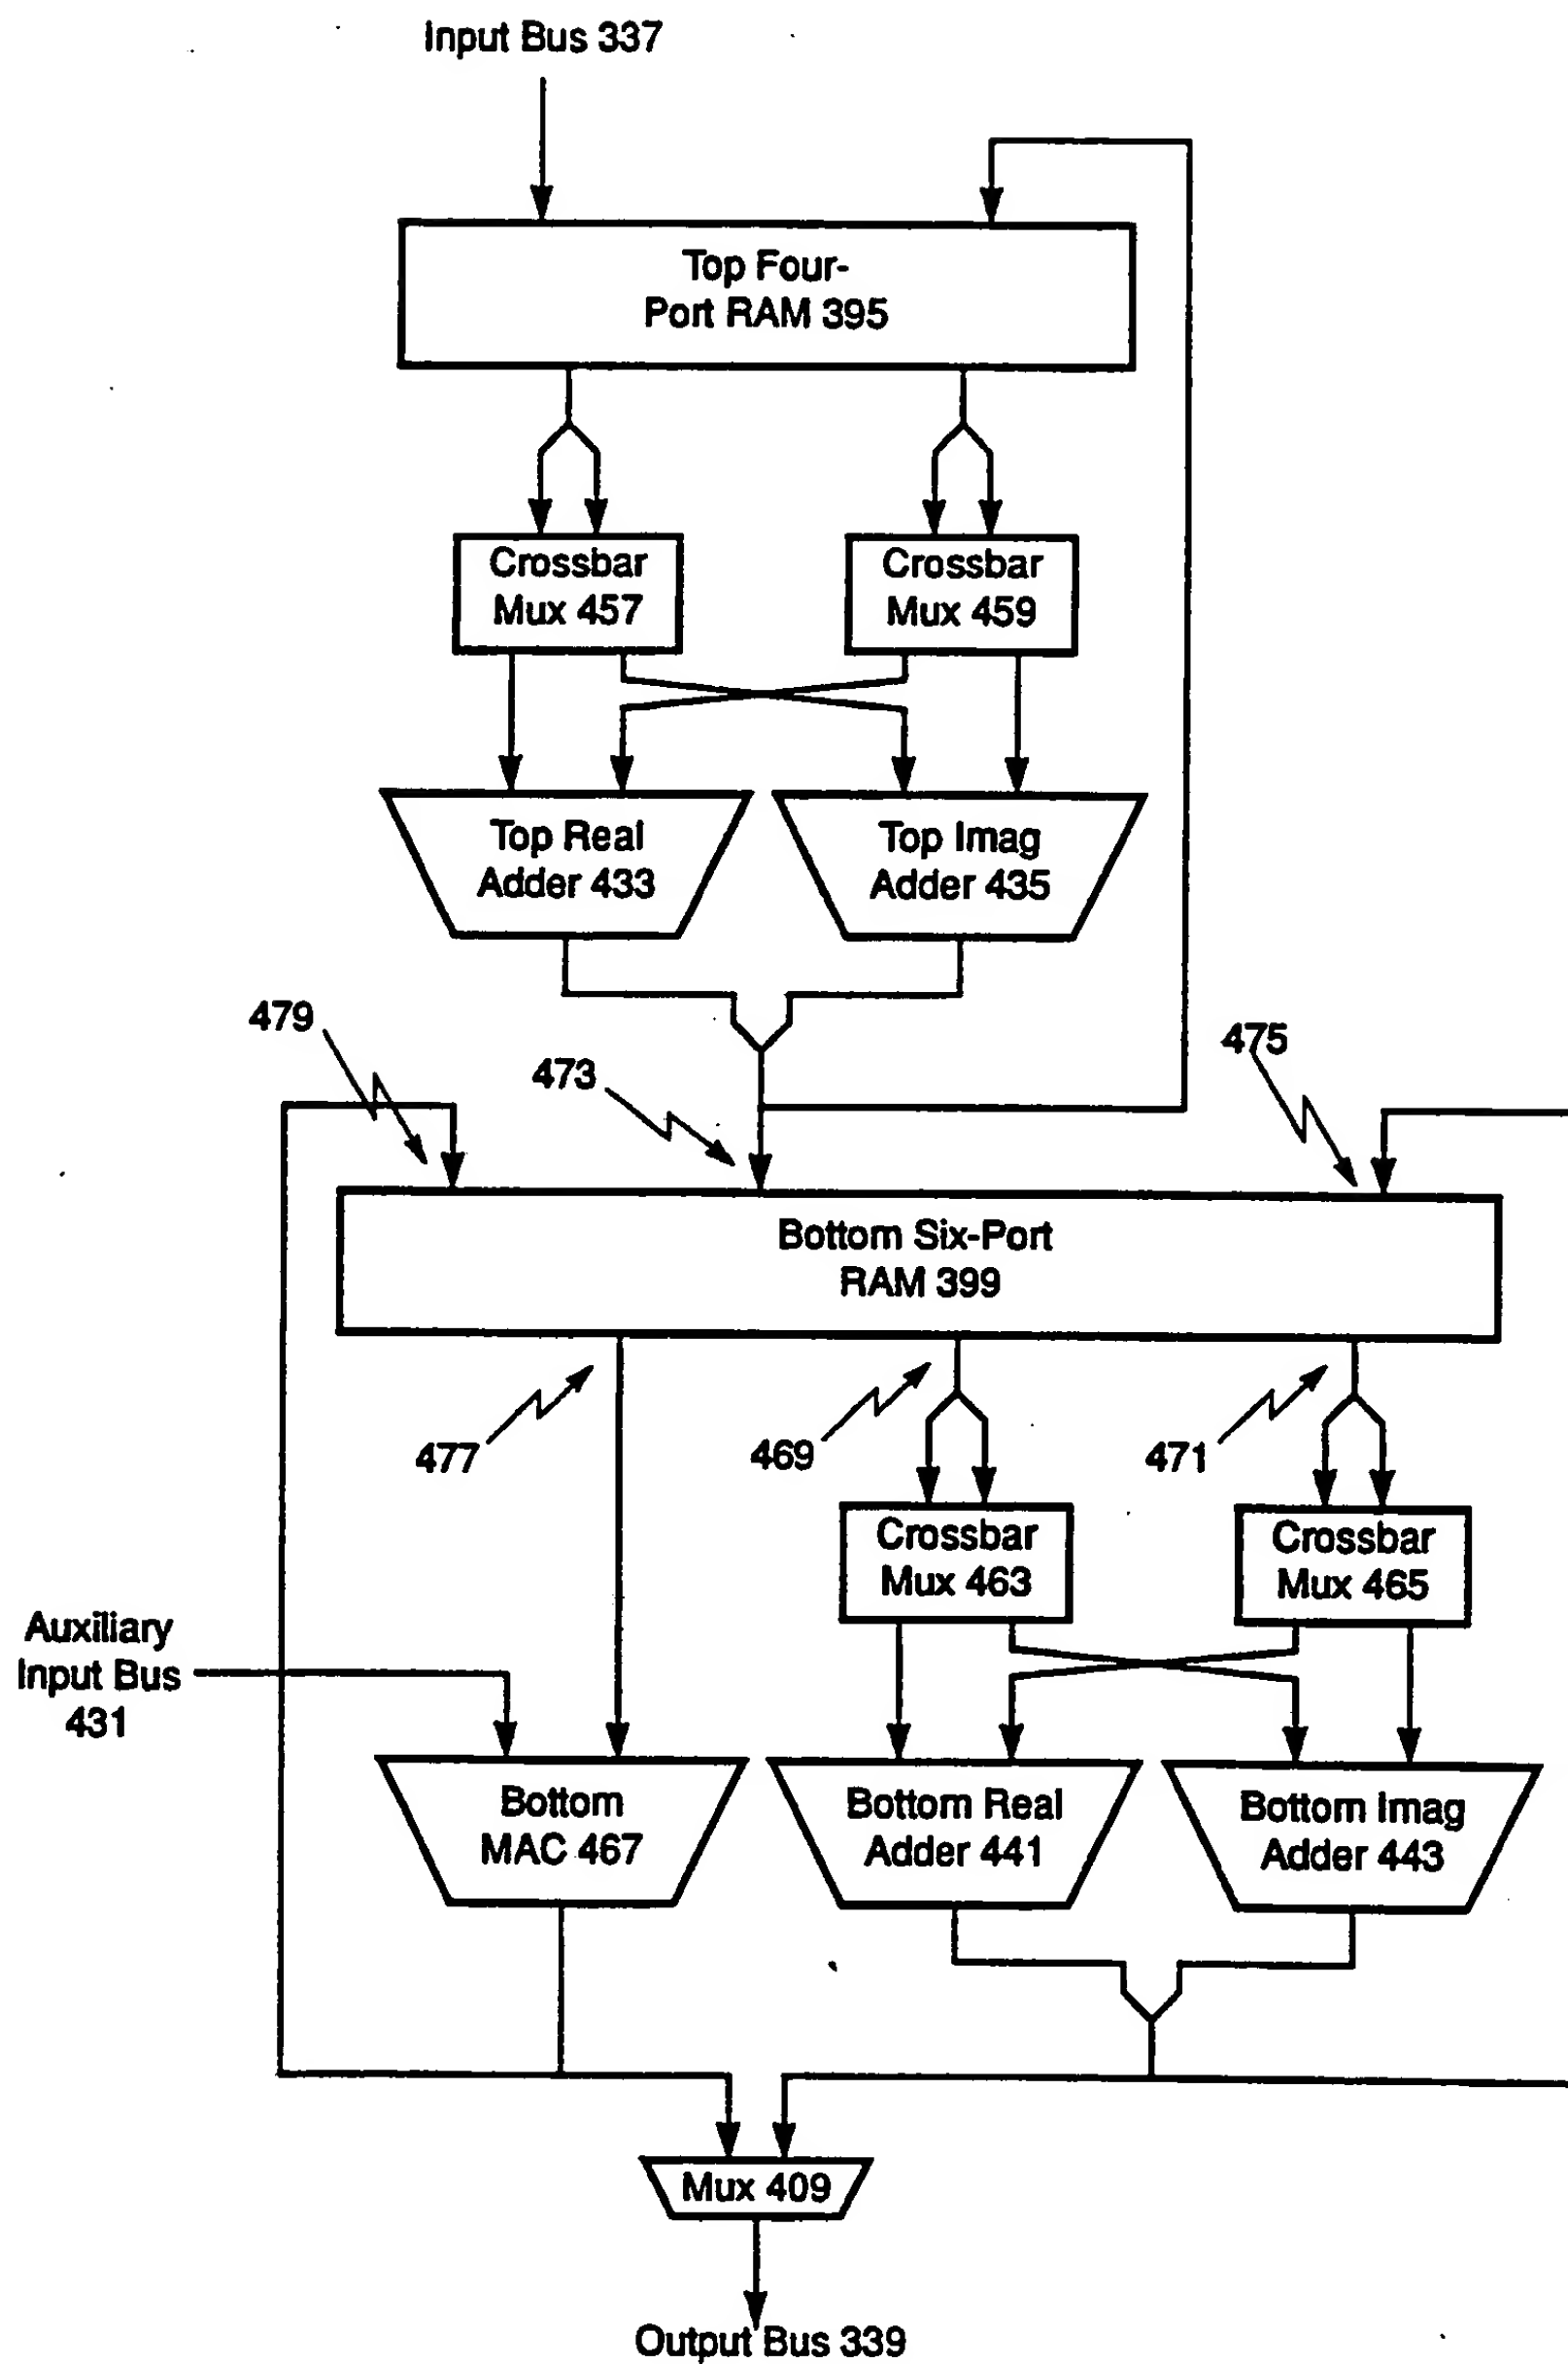 Input Bus 337
Top Four-
Port RAM 395
Crossbar
Mux 457
Crossbar
Mux 459
Top Real
Adder 433
Top Imag
Adder 435
479
473
475
Bottom Six-Port
RAM 399
477
469
471
Crossbar
Mux 463
Crossbar
Mux 465
Auxiliary
Input Bus
431
Bottom
MAC 467
Bottom Real
Adder 441
Bottom Imag
Adder 443
Mux 409
Output Bus 339